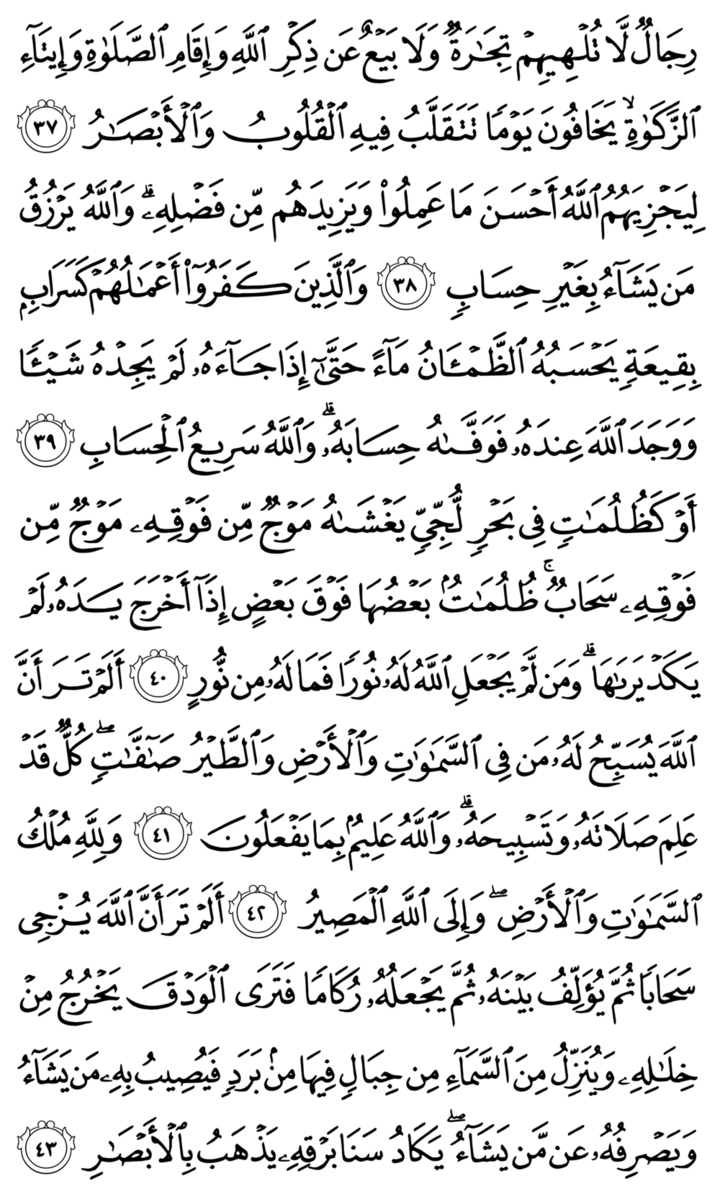 رِجَالٌ لَّا تُلْهِيهِمْ تِجَٰرَةٌ وَلَا بَيْعٌ عَن ذِكْرِ ٱللَّهِ وَإِقَامِ ٱلصَّلَوٰةِ وَإِيتَآءِ
ٱلزَّكَوٰةِ ۙ يَخَافُونَ يَوْمًا تَتَقَلَّبُ فِيهِ ٱلْقُلُوبُ وَٱلْأَبْصَٰرُ ٣٧
لِيَجْزِيَهُمُ ٱللَّهُ أَحْسَنَ مَا عَمِلُوا۟ وَيَزِيدَهُم مِّن فَضْلِهِۦ ۗ وَٱللَّهُ يَرْزُقُ
مَن يَشَآءُ بِغَيْرِ حِسَابٍ ٣٨ وَٱلَّذِينَ كَفَرُوٓا۟ أَعْمَٰلُهُمْ كَسَرَابٍۭ
بِقِيعَةٍ يَحْسَبُهُ ٱلظَّمْـَٔانُ مَآءً حَتَّىٰٓ إِذَا جَآءَهُۥ لَمْ يَجِدْهُ شَيْـًٔا
وَوَجَدَ ٱللَّهَ عِندَهُۥ فَوَفَّىٰهُ حِسَابَهُۥ ۗ وَٱللَّهُ سَرِيعُ ٱلْحِسَابِ ٣٩
أَوْ كَظُلُمَٰتٍ فِى بَحْرٍ لُّجِّىٍّ يَغْشَىٰهُ مَوْجٌ مِّن فَوْقِهِۦ مَوْجٌ مِّن
فَوْقِهِۦ سَحَابٌ ۚ ظُلُمَٰتٌۢ بَعْضُهَا فَوْقَ بَعْضٍ إِذَآ أَخْرَجَ يَدَهُۥ لَمْ
يَكَدْ يَرَىٰهَا ۗ وَمَن لَّمْ يَجْعَلِ ٱللَّهُ لَهُۥ نُورًا فَمَا لَهُۥ مِن نُّورٍ ٤٠ أَلَمْ تَرَ أَنَّ
ٱللَّهَ يُسَبِّحُ لَهُۥ مَن فِى ٱلسَّمَٰوَٰتِ وَٱلْأَرْضِ وَٱلطَّيْرُ صَٰٓفَّٰتٍ ۖ كُلٌّ قَدْ
عَلِمَ صَلَاتَهُۥ وَتَسْبِيحَهُۥ ۗ وَٱللَّهُ عَلِيمٌۢ بِمَا يَفْعَلُونَ ٤١ وَلِلَّهِ مُلْكُ
ٱلسَّمَٰوَٰتِ وَٱلْأَرْضِ ۖ وَإِلَى ٱللَّهِ ٱلْمَصِيرُ ٤٢ أَلَمْ تَرَ أَنَّ ٱللَّهَ يُزْجِى
سَحَابًا ثُمَّ يُؤَلِّفُ بَيْنَهُۥ ثُمَّ يَجْعَلُهُۥ رُكَامًا فَتَرَى ٱلْوَدْقَ يَخْرُجُ مِنْ
خِلَٰلِهِۦ وَيُنَزِّلُ مِنَ ٱلسَّمَآءِ مِن جِبَالٍ فِيهَا مِنۢ بَرَدٍ فَيُصِيبُ بِهِۦ مَن يَشَآءُ
وَيَصْرِفُهُۥ عَن مَّن يَشَآءُ ۖ يَكَادُ سَنَا بَرْقِهِۦ يَذْهَبُ بِٱلْأَبْصَٰرِ ٤٣